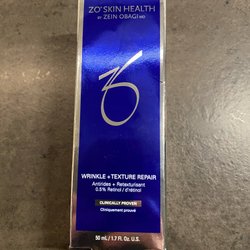 ZO® SKIN HEALTH
BY ZEIN OBAGI MD
WRINKLE + TEXTURE REPAIR
Antirides + Retexturisant
0.5% Retinol / d'rétinol
CLINICALLY PROVEN
Cliniquement prouvé
50 mL / 1.7 Fl. Oz. U.S.